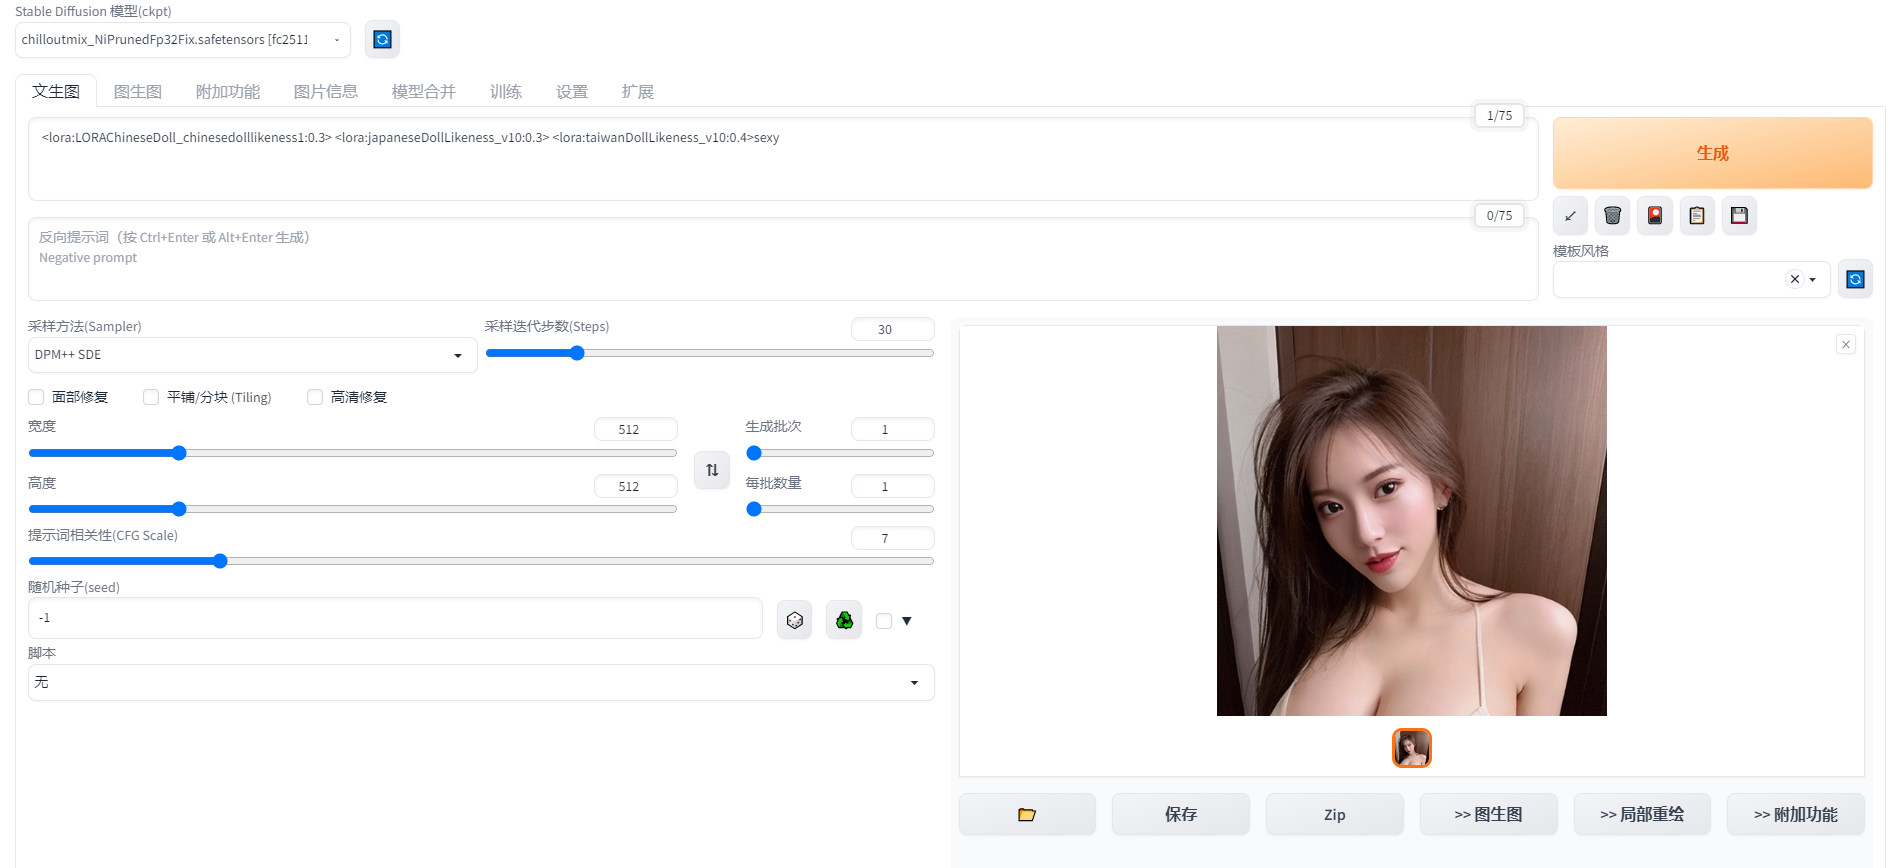 Stable Diffusion 模型(ckpt)
chilloutmix_NiPrunedFp32Fix.safetensors [fc2511
文生图 图生图 附加功能 图片信息 模型合并 训练 设置 扩展
1/75
<lora:LORAChineseDoll_chinesedolllikeness1:0.3> <lora:japaneseDollLikeness_v10:0.3> <lora:taiwanDollLikeness_v10:0.4>sexy
生成
0/75
反向提示词（按 Ctrl+Enter 或 Alt+Enter 生成）
Negative prompt
模板风格
采样方法(Sampler)
DPM++ SDE
采样迭代步数(Steps)
30
面部修复 平铺/分块 (Tiling) 高清修复
宽度
512
生成批次
1
高度
512
每批数量
1
提示词相关性(CFG Scale)
7
随机种子(seed)
-1
脚本
无
保存 Zip >> 图生图 >> 局部重绘 >> 附加功能